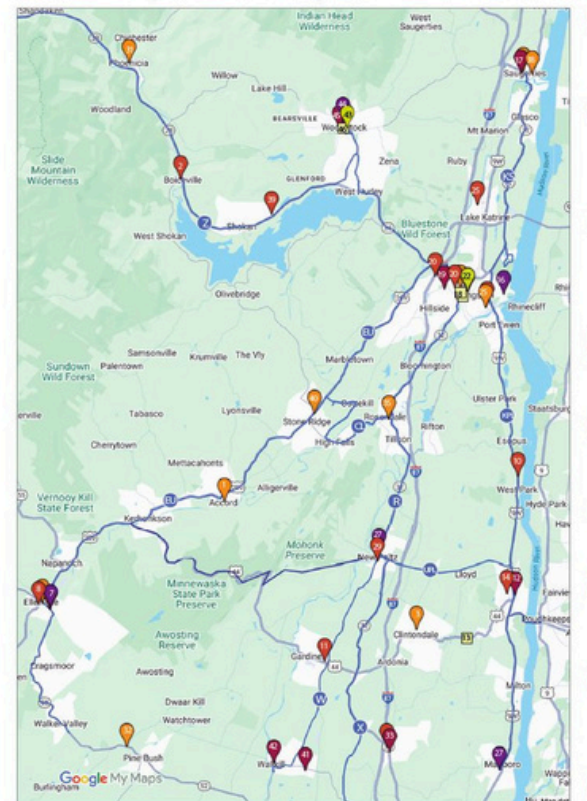 Indian Head
Wilderness
West
Saugerties
Chichester
Phoenicia
Willow
Lake Hill
Woodland
BEARSVILLE
Woodstock
Saugerties
Glasco
Mt Marion
Zena
Ruby
Slide
Mountain
Wilderness
Boiceville
GLENFORD
West Hurley
Shokan
West Shokan
Lake Katrine
Bluestone
Wild Forest
Olivebridge
Hillside
Rhinecliff
Port Ewen
Samsonville
Krumville
The Vly
Marbletown
Bloomington
Sundown
Wild Forest
Palentown
Tabasco
Lyonsville
Stone Ridge
Cottekill
Rosendale
High Falls
Tillson
Rifton
Ulster Park
Staatsburg
Esopus
Cherrytown
Mettacahonts
Alligerville
Accord
West Park
Hyde Park
Vernooy Kill
State Forest
Kerhonkson
Napanoch
Mohonk
Preserve
New Paltz
Lloyd
Minnewaska
State Park
Preserve
Clintondale
Poughkeepsie
Awosting
Reserve
Gardiner
Ardonia
Cragsmoor
Awosting
Milton
Dwaar Kill
Watchtower
Walker Valley
Pine Bush
Wallkill
Marlboro
Google My Maps
Burlingham